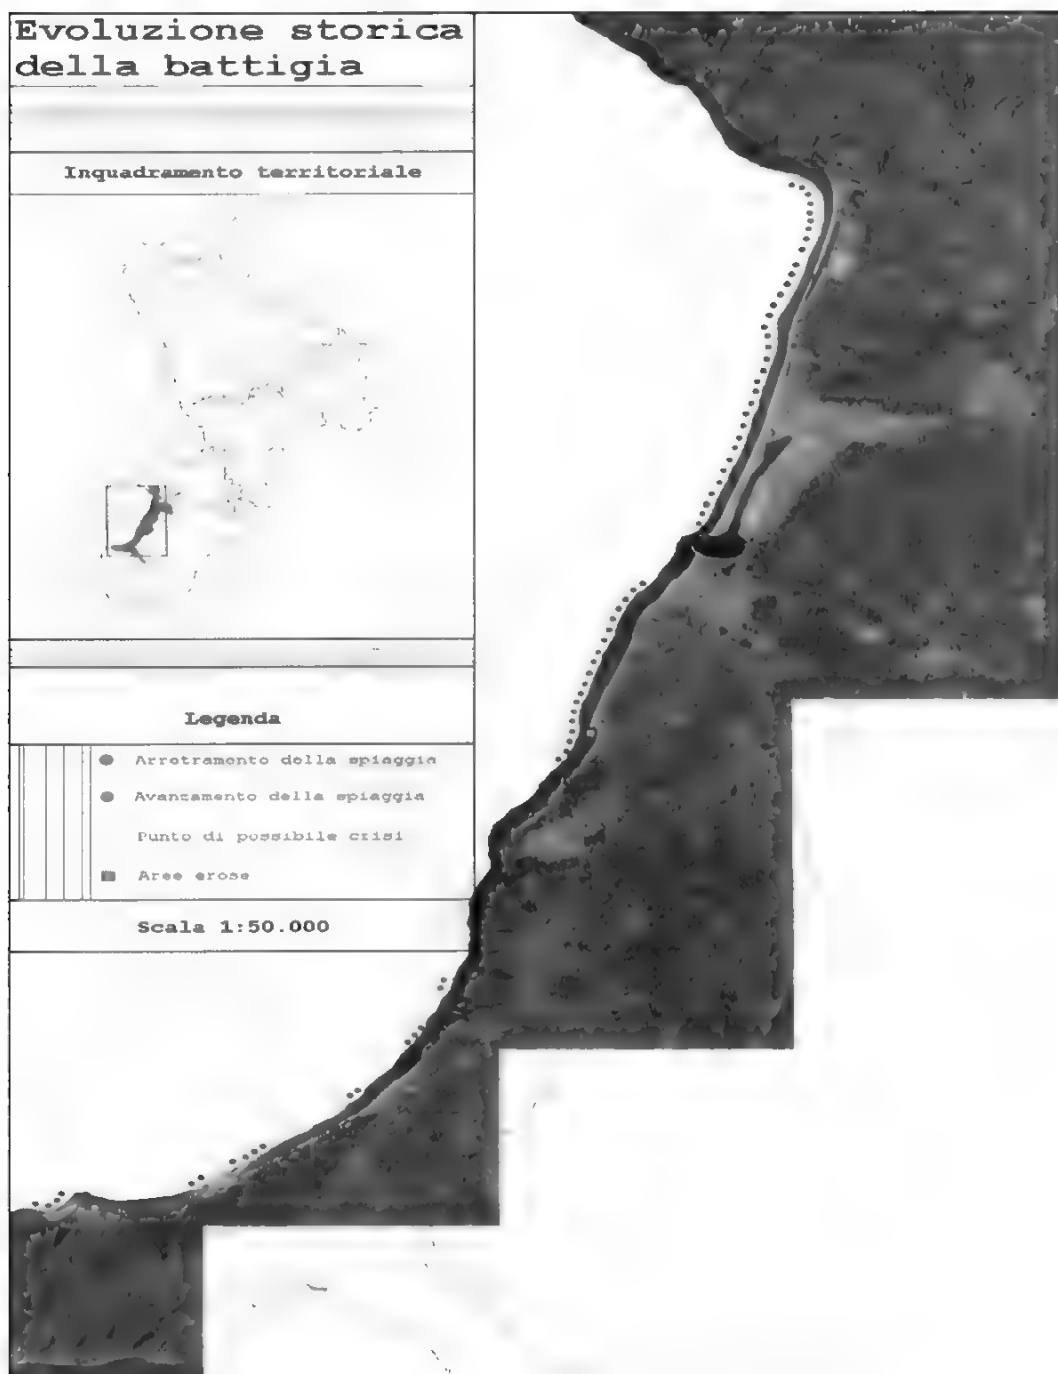 Evoluzione storica
della battigia
Inquadramento territoriale
Legenda
Arretramento della spiaggia
Avanzamento della spiaggia
Punto di possibile crisi
Aree erose
Scala 1:50.000